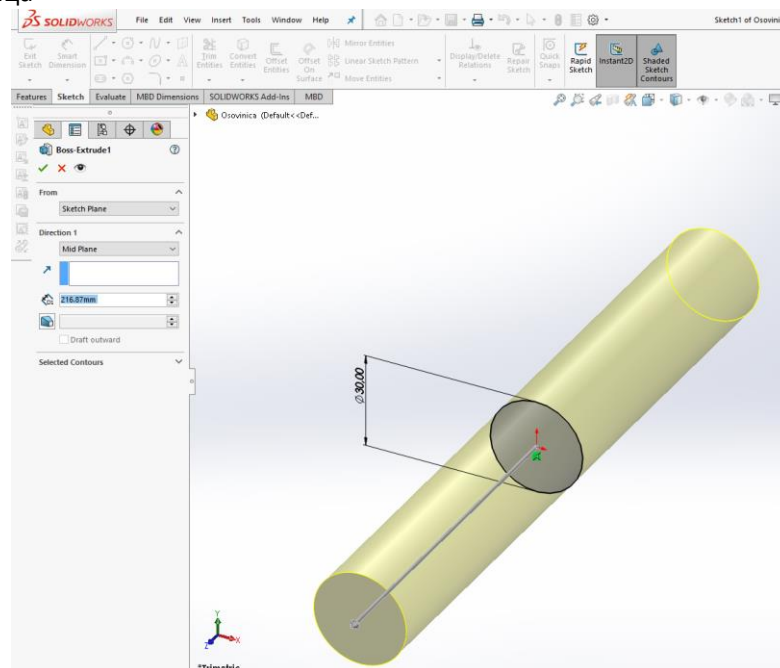 SOLIDWORKS File Edit View Insert Tools Window Help Sketch1 of Osovini
Exit Sketch Smart Dimension Trim Entities Convert Entities Offset Entities Offset On Surface Mirror Entities Linear Sketch Pattern Move Entities Display/Delete Relations Repair Sketch Quick Snaps Rapid Sketch Instant2D Shaded Sketch Contours
Features Sketch Evaluate MBD Dimensions SOLIDWORKS Add-Ins MBD
Osovinica (Default<<Def...
Boss-Extrude1
From
Sketch Plane
Direction 1
Mid Plane
216.87mm
Draft outward
Selected Contours
Ø30,00
Y
Z
X
*Trimetric